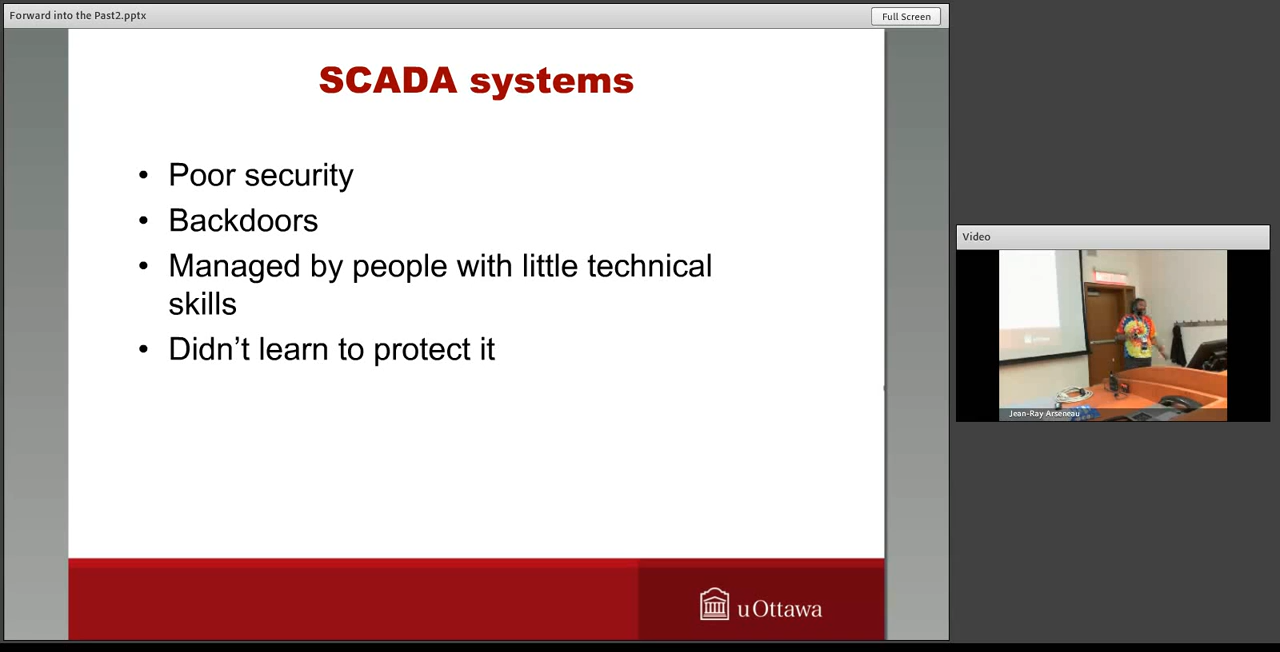 Forward into the Past2.pptx
Full Screen
SCADA systems
• Poor security
• Backdoors
• Managed by people with little technical
skills
• Didn’t learn to protect it
uOttawa
Video
Jean-Ray Arseneau